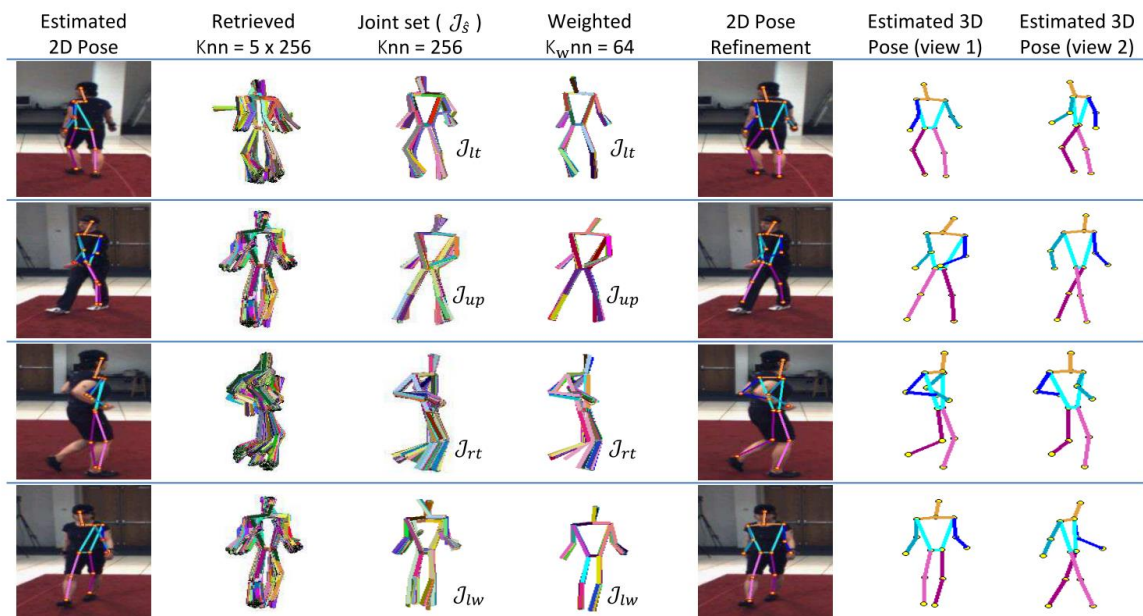 Estimated 2D Pose
Retrieved Knn = 5 x 256
Joint set ( 𝒥ŝ ) Knn = 256
Weighted Kwnn = 64
2D Pose Refinement
Estimated 3D Pose (view 1)
Estimated 3D Pose (view 2)
𝒥lt
𝒥lt
𝒥up
𝒥up
𝒥rt
𝒥rt
𝒥lw
𝒥lw